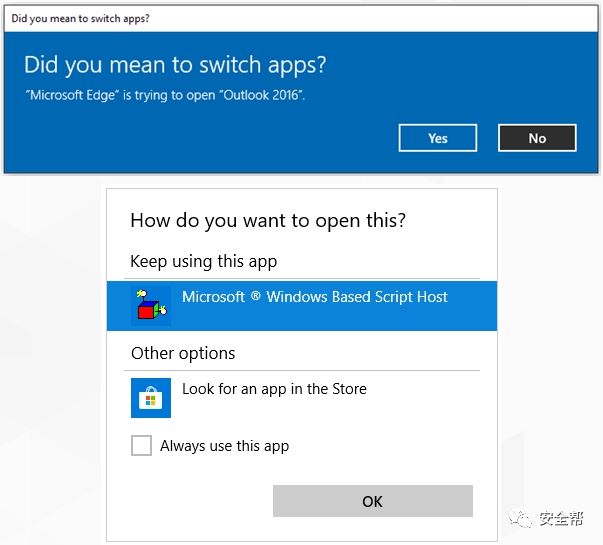 Did you mean to switch apps?
Did you mean to switch apps?
"Microsoft Edge" is trying to open "Outlook 2016".
Yes
No
How do you want to open this?
Keep using this app
Microsoft ® Windows Based Script Host
Other options
Look for an app in the Store
Always use this app
OK
安全帮